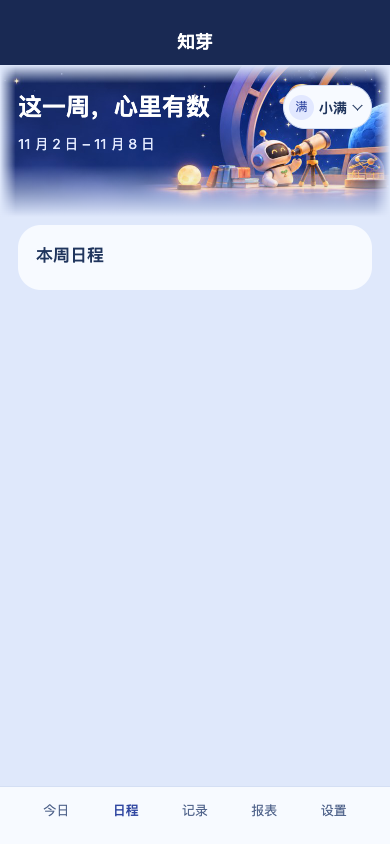 知芽
这一周，心里有数
满 小满
11 月 2 日 – 11 月 8 日
本周日程
今日 日程 记录 报表 设置